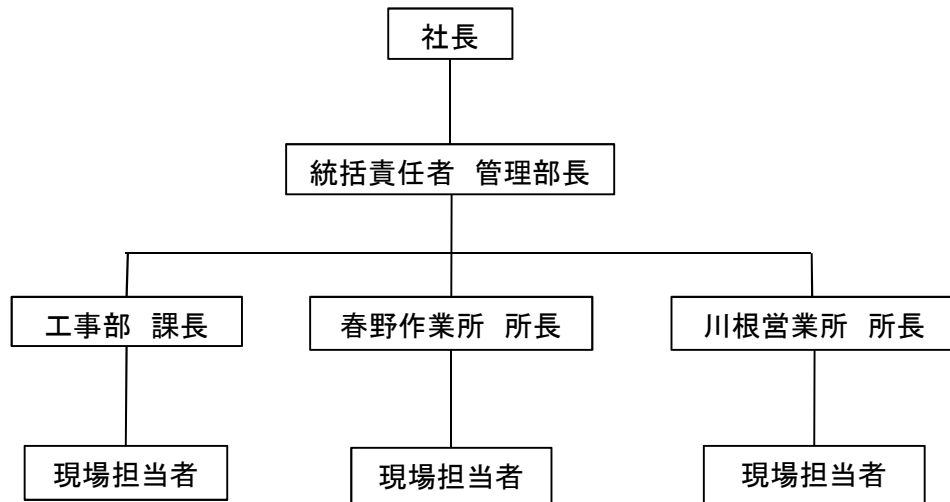 社長
統括責任者　管理部長
工事部　課長
春野作業所　所長
川根営業所　所長
現場担当者
現場担当者
現場担当者